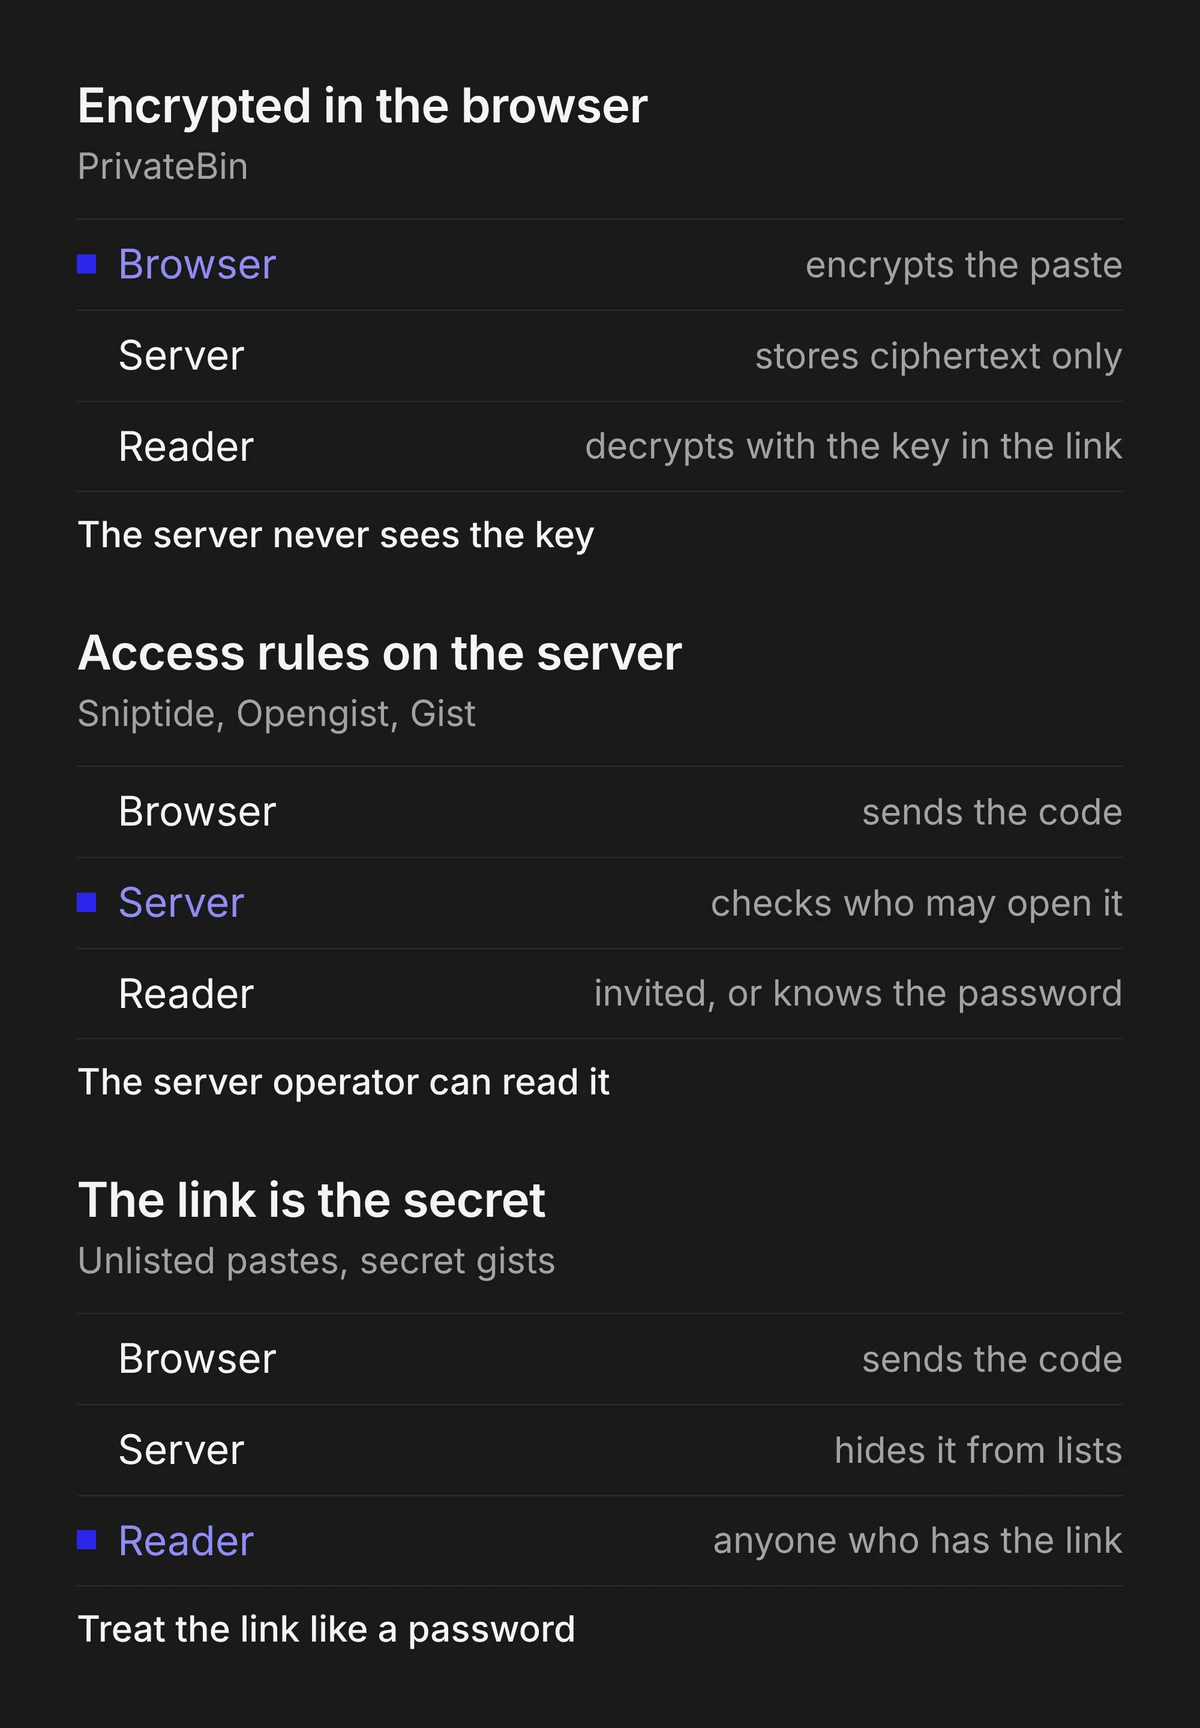 Encrypted in the browser
PrivateBin
Browser encrypts the paste
Server stores ciphertext only
Reader decrypts with the key in the link
The server never sees the key
Access rules on the server
Sniptide, Opengist, Gist
Browser sends the code
Server checks who may open it
Reader invited, or knows the password
The server operator can read it
The link is the secret
Unlisted pastes, secret gists
Browser sends the code
Server hides it from lists
Reader anyone who has the link
Treat the link like a password